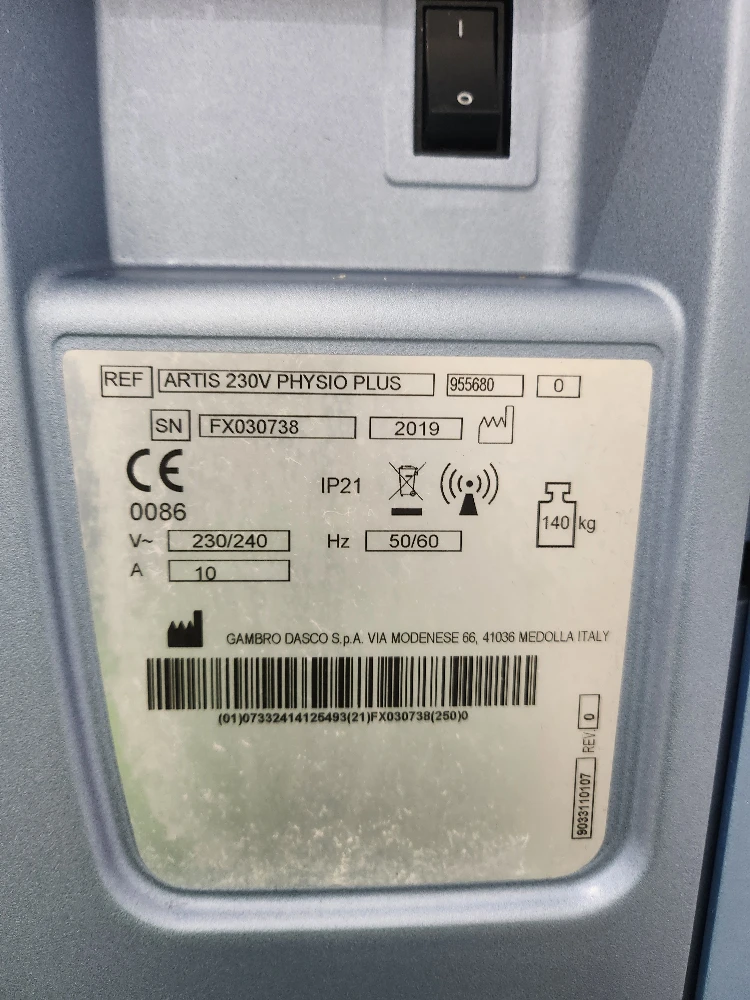 REF ARTIS 230V PHYSIO PLUS 955680 0
SN FX030738 2019
CE
0086
IP21
140 kg
V~ 230/240 Hz 50/60
A 10
GAMBRO DASCO S.p.A. VIA MODENESE 66, 41036 MEDOLLA ITALY
(01)07332414125493(21)FX030738(250)0
9033110107 REV. 0